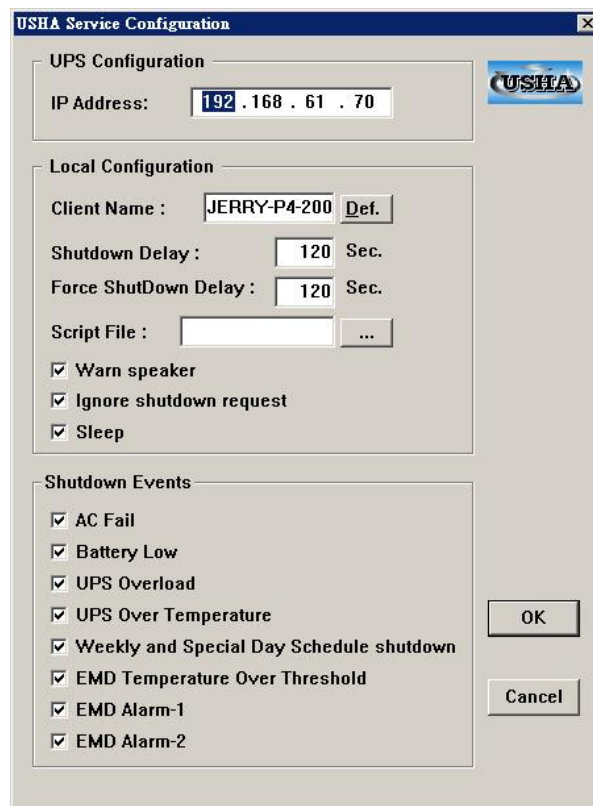 USHA Service Configuration
UPS Configuration
USHA
IP Address: 192 . 168 . 61 . 70
Local Configuration
Client Name : JERRY-P4-200 Def.
Shutdown Delay : 120 Sec.
Force ShutDown Delay : 120 Sec.
Script File : ...
Warn speaker
Ignore shutdown request
Sleep
Shutdown Events
AC Fail
Battery Low
UPS Overload
UPS Over Temperature
Weekly and Special Day Schedule shutdown
EMD Temperature Over Threshold
EMD Alarm-1
EMD Alarm-2
OK
Cancel